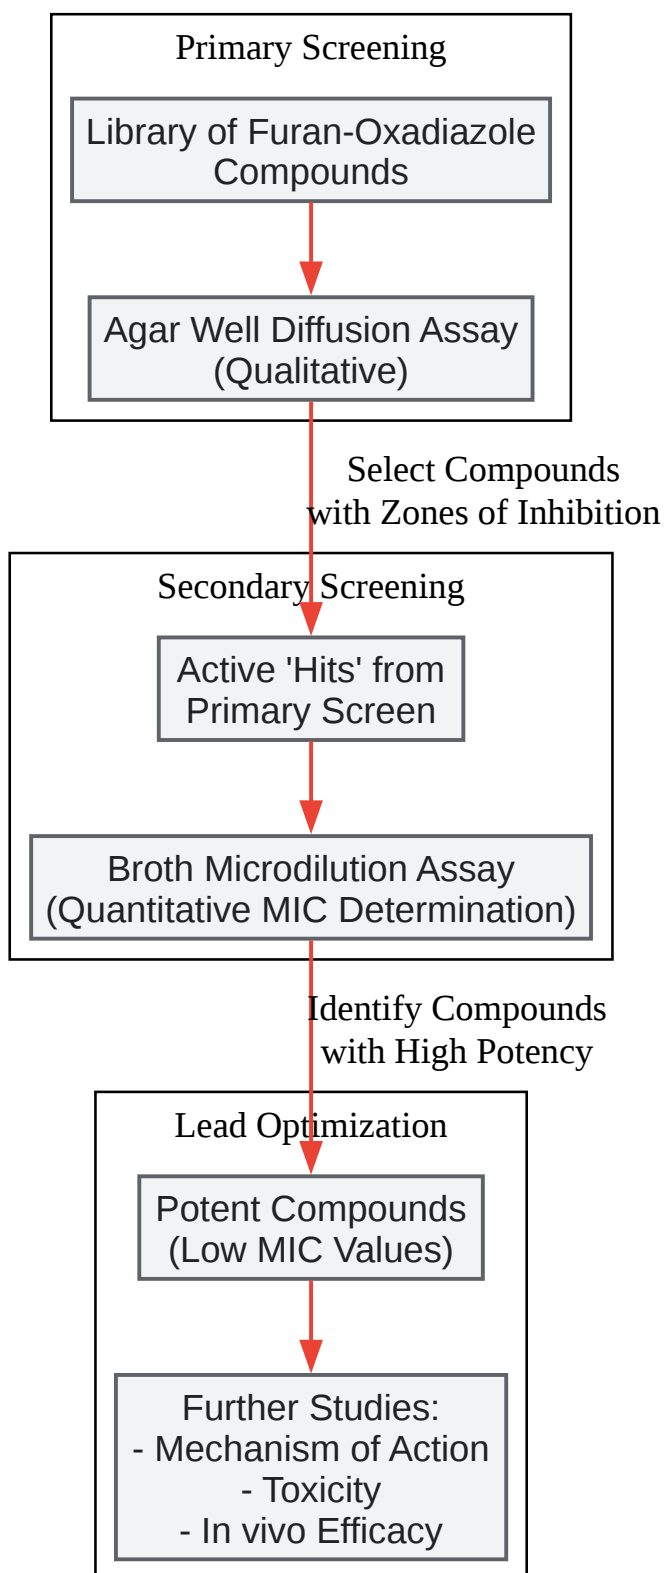 Primary Screening
Library of Furan-Oxadiazole
Compounds
Agar Well Diffusion Assay
(Qualitative)
Select Compounds
with Zones of Inhibition
Secondary Screening
Active 'Hits' from
Primary Screen
Broth Microdilution Assay
(Quantitative MIC Determination)
Identify Compounds
with High Potency
Lead Optimization
Potent Compounds
(Low MIC Values)
Further Studies:
- Mechanism of Action
- Toxicity
- In vivo Efficacy